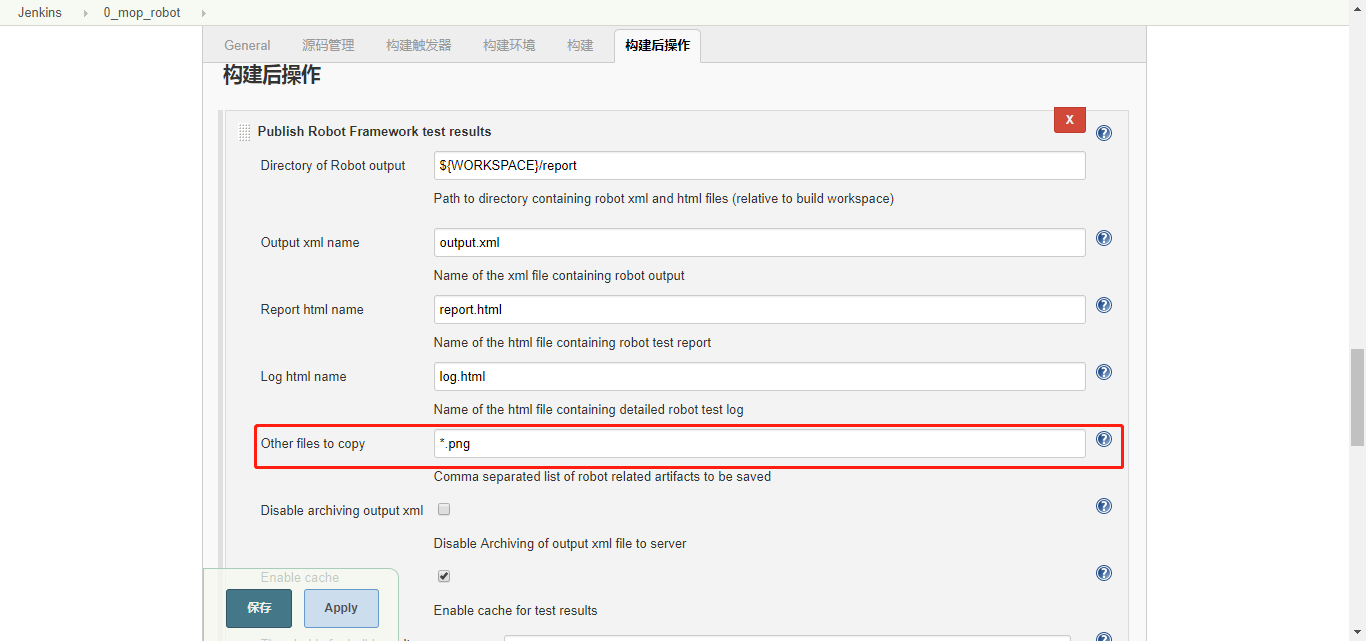 Jenkins 0_mop_robot
General 源码管理 构建触发器 构建环境 构建 构建后操作
构建后操作
Publish Robot Framework test results
X
Directory of Robot output ${WORKSPACE}/report
Path to directory containing robot xml and html files (relative to build workspace)
Output xml name output.xml
Name of the xml file containing robot output
Report html name report.html
Name of the html file containing robot test report
Log html name log.html
Name of the html file containing detailed robot test log
Other files to copy *.png
Comma separated list of robot related artifacts to be saved
Disable archiving output xml
Disable Archiving of output xml file to server
Enable cache
保存 Apply
Enable cache for test results